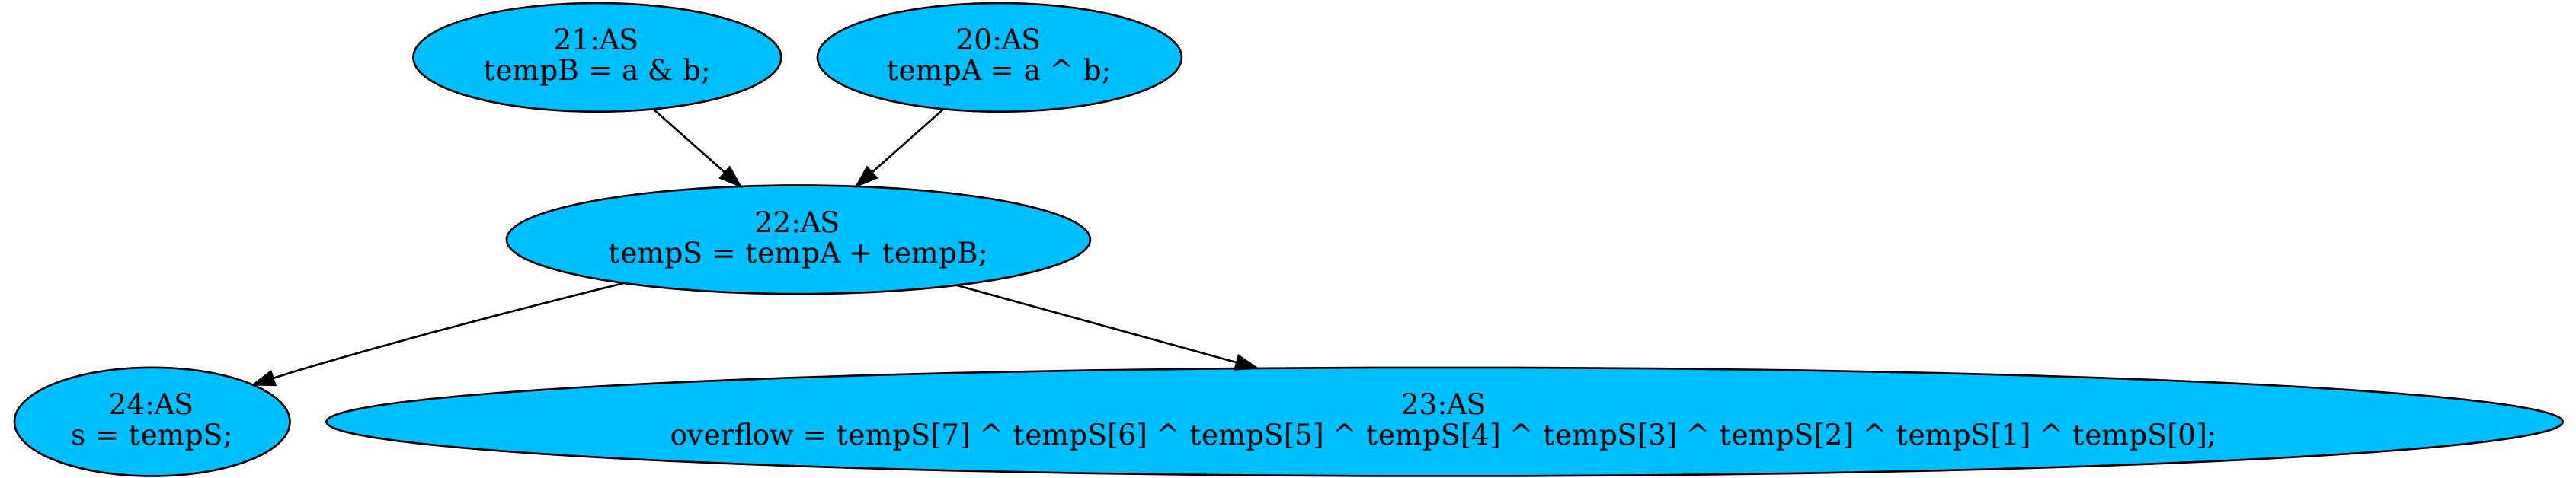 21:AS
tempB = a & b;
20:AS
tempA = a ^ b;
22:AS
tempS = tempA + tempB;
24:AS
s = tempS;
23:AS
overflow = tempS[7] ^ tempS[6] ^ tempS[5] ^ tempS[4] ^ tempS[3] ^ tempS[2] ^ tempS[1] ^ tempS[0];